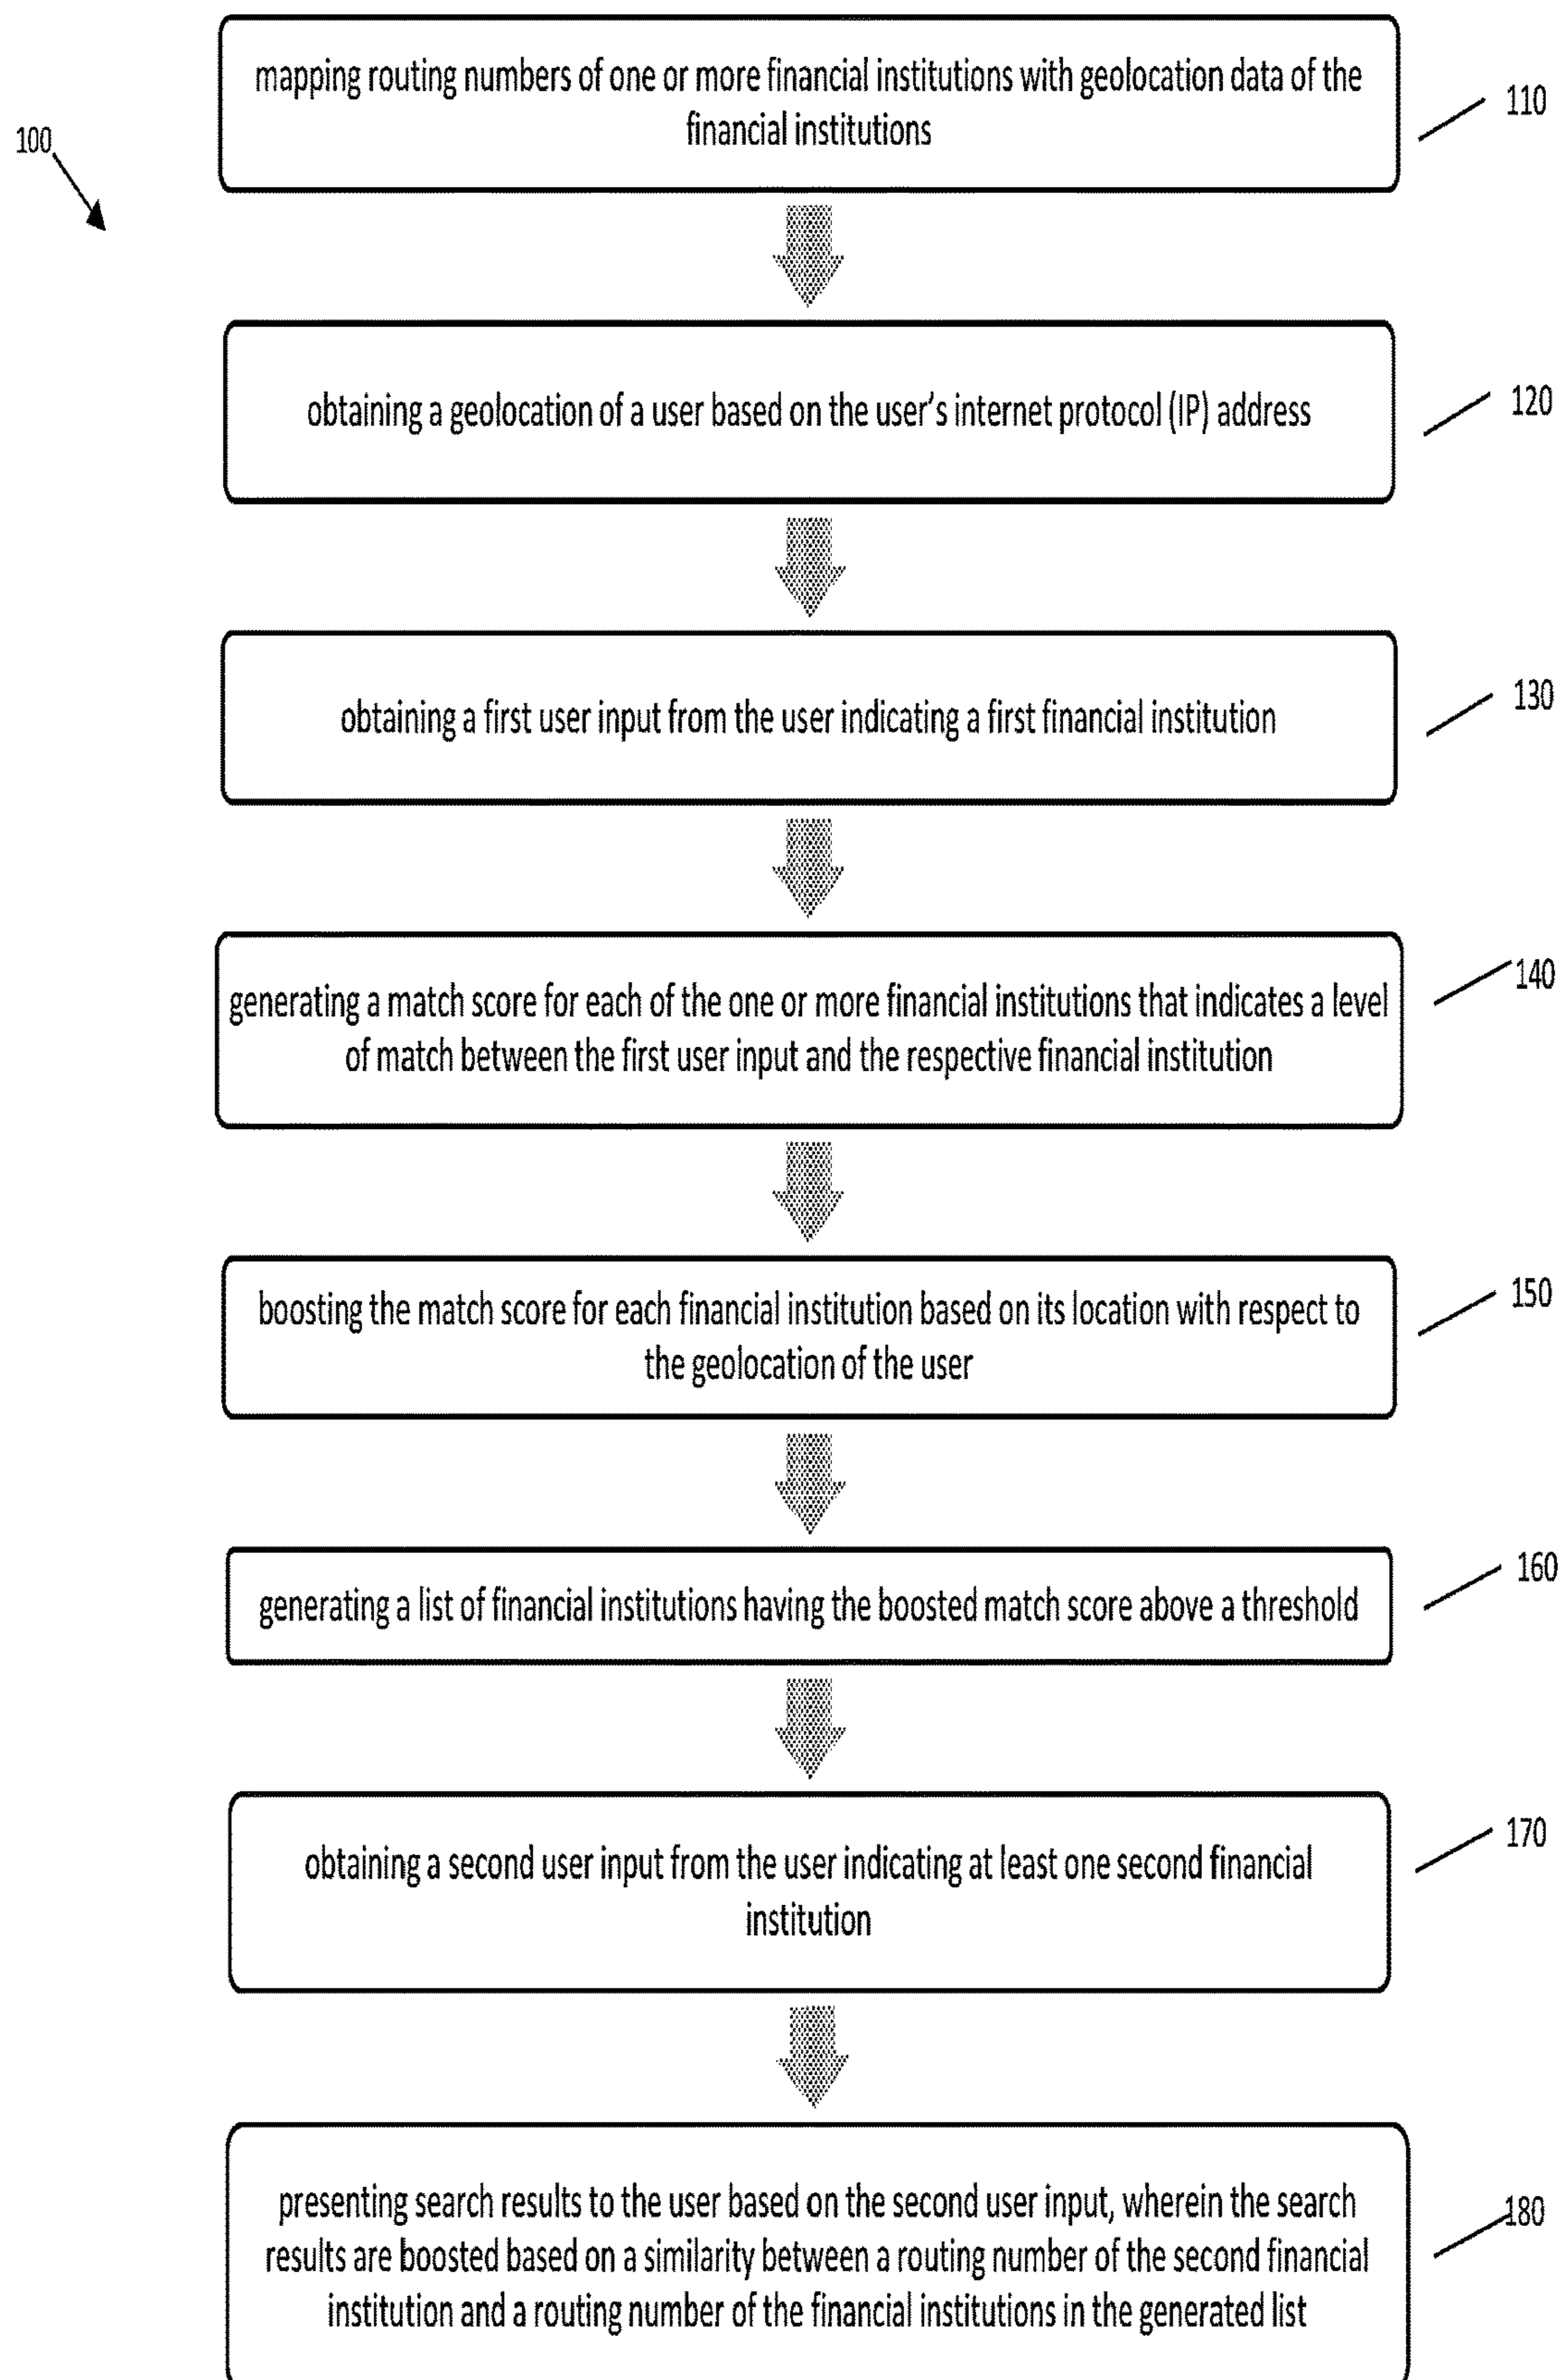 100
mapping routing numbers of one or more financial institutions with geolocation data of the
financial institutions
110
obtaining a geolocation of a user based on the user's internet protocol (IP) address
120
obtaining a first user input from the user indicating a first financial institution
130
generating a match score for each of the one or more financial institutions that indicates a level
of match between the first user input and the respective financial institution
140
boosting the match score for each financial institution based on its location with respect to
the geolocation of the user
150
generating a list of financial institutions having the boosted match score above a threshold
160
obtaining a second user input from the user indicating at least one second financial
institution
170
presenting search results to the user based on the second user input, wherein the search
results are boosted based on a similarity between a routing number of the second financial
institution and a routing number of the financial institutions in the generated list
180